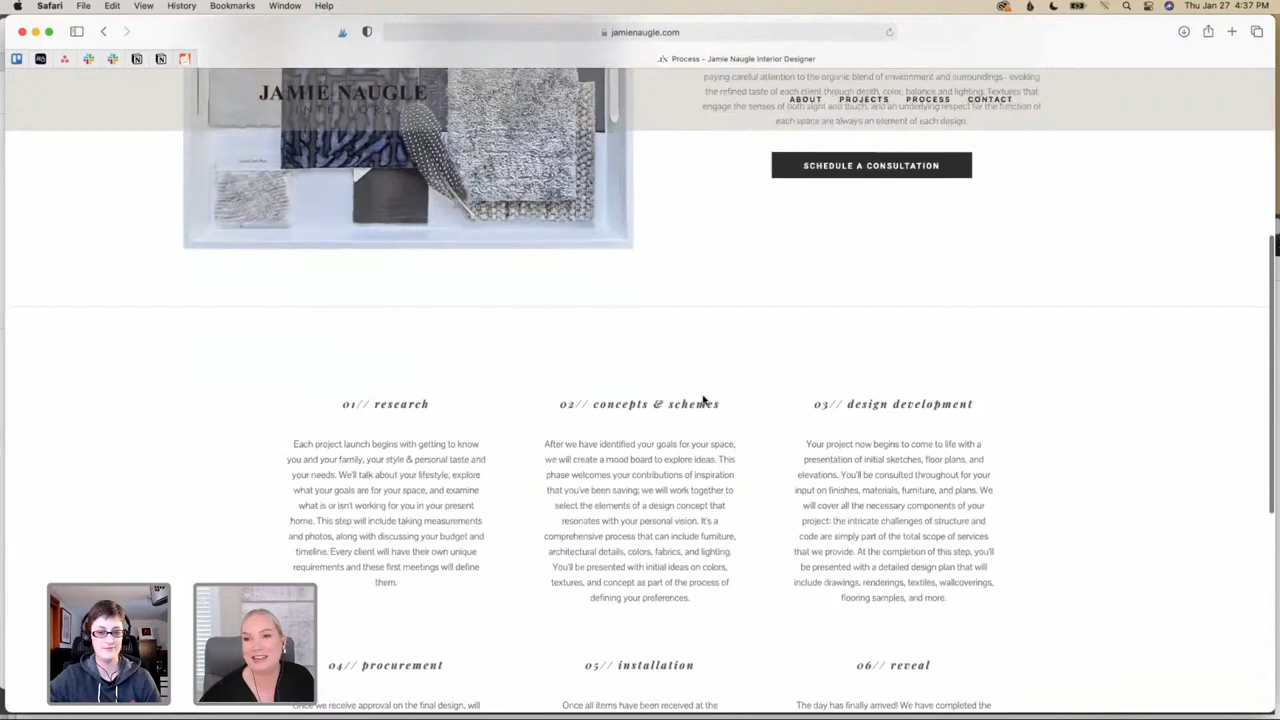 Safari File Edit View History Bookmarks Window Help
Thu Jan 27 4:37 PM
jamienaugle.com
Process – Jamie Naugle Interior Designer
JAMIE NAUGLE
ABOUT PROJECTS PROCESS CONTACT
paying careful attention to the organic blend of environment and surroundings- evoking
the refined taste of each client through depth, color, balance and lighting. Textures that
engage the senses of both sight and touch, and an underlying respect for the function of
each space are always an element of each design.
SCHEDULE A CONSULTATION
01// research
Each project launch begins with getting to know
you and your family, your style & personal taste and
your needs. We'll talk about your lifestyle, explore
what your goals are for your space, and examine
what is or isn't working for you in your present
home. This step will include taking measurements
and photos, along with discussing your budget and
timeline. Every client will have their own unique
requirements and these first meetings will define
them.
02// concepts & schemes
After we have identified your goals for your space,
we will create a mood board to explore ideas. This
phase welcomes your contributions of inspiration
that you've been saving; we will work together to
select the elements of a design concept that
resonates with your personal vision. It's a
comprehensive process that can include furniture,
architectural details, colors, fabrics, and lighting.
You'll be presented with initial ideas on colors,
textures, and concept as part of the process of
defining your preferences.
03// design development
Your project now begins to come to life with a
presentation of initial sketches, floor plans, and
elevations. You'll be consulted throughout for your
input on finishes, materials, furniture, and plans. We
will cover all the necessary components of your
project: the intricate challenges of structure and
code are simply part of the total scope of services
that we provide. At the completion of this step, you'll
be presented with a detailed design plan that will
include drawings, renderings, textiles, wallcoverings,
flooring samples, and more.
04// procurement
Once we receive approval on the final design, will
05// installation
Once all items have been received at the
06// reveal
The day has finally arrived! We have completed the